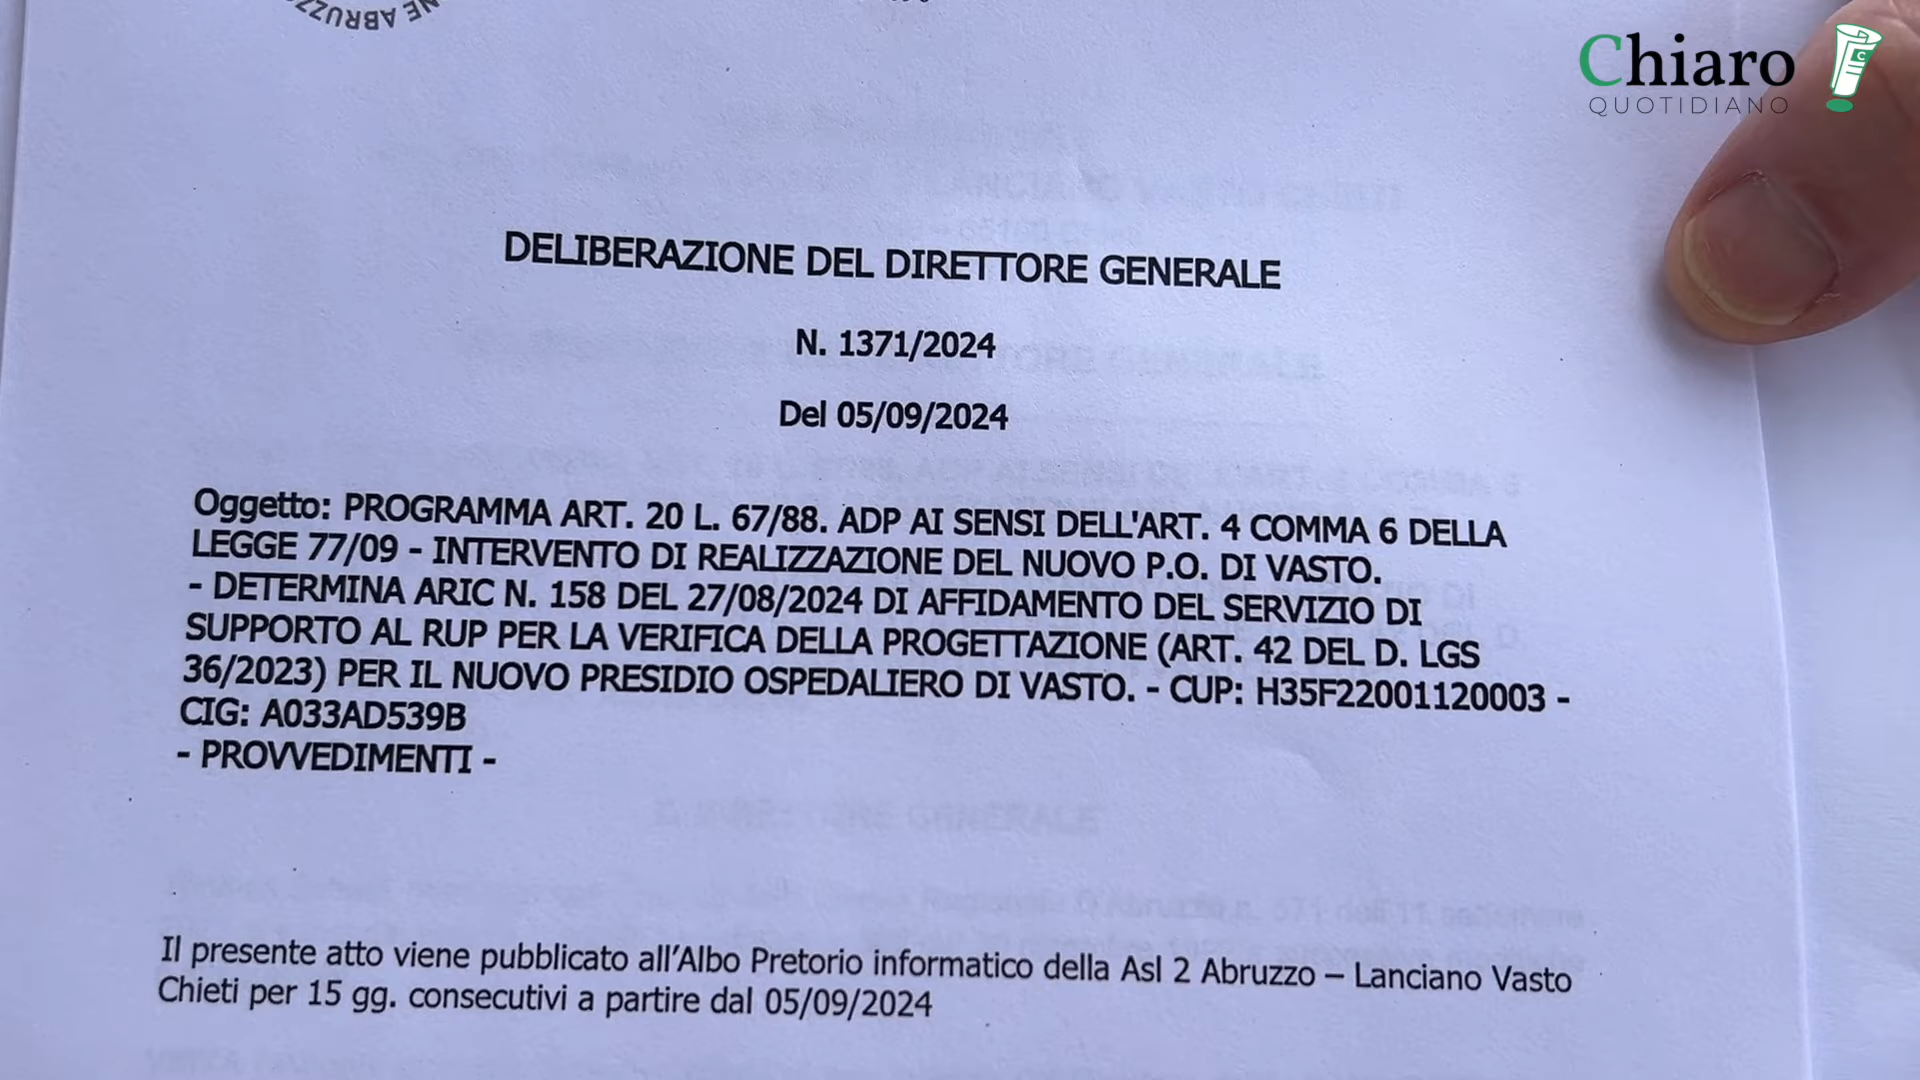 Chiaro
QUOTIDIANO
DELIBERAZIONE DEL DIRETTORE GENERALE
N. 1371/2024
Del 05/09/2024
Oggetto: PROGRAMMA ART. 20 L. 67/88. ADP AI SENSI DELL'ART. 4 COMMA 6 DELLA
LEGGE 77/09 - INTERVENTO DI REALIZZAZIONE DEL NUOVO P.O. DI VASTO.
- DETERMINA ARIC N. 158 DEL 27/08/2024 DI AFFIDAMENTO DEL SERVIZIO DI
SUPPORTO AL RUP PER LA VERIFICA DELLA PROGETTAZIONE (ART. 42 DEL D. LGS
36/2023) PER IL NUOVO PRESIDIO OSPEDALIERO DI VASTO. - CUP: H35F22001120003 -
CIG: A033AD539B
- PROVVEDIMENTI -
Il presente atto viene pubblicato all’Albo Pretorio informatico della Asl 2 Abruzzo – Lanciano Vasto
Chieti per 15 gg. consecutivi a partire dal 05/09/2024